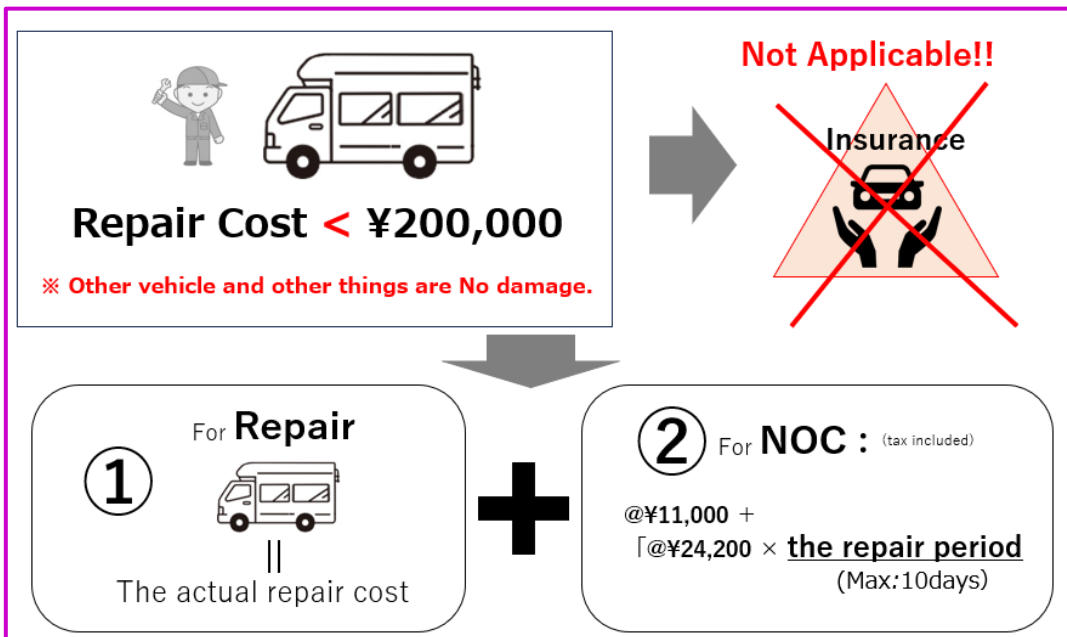 Not Applicable!!
Insurance
Repair Cost < ¥200,000
※ Other vehicle and other things are No damage.
① For Repair
||
The actual repair cost
+
② For NOC : (tax included)
@¥11,000 +
「@¥24,200 × the repair period
(Max:10days)